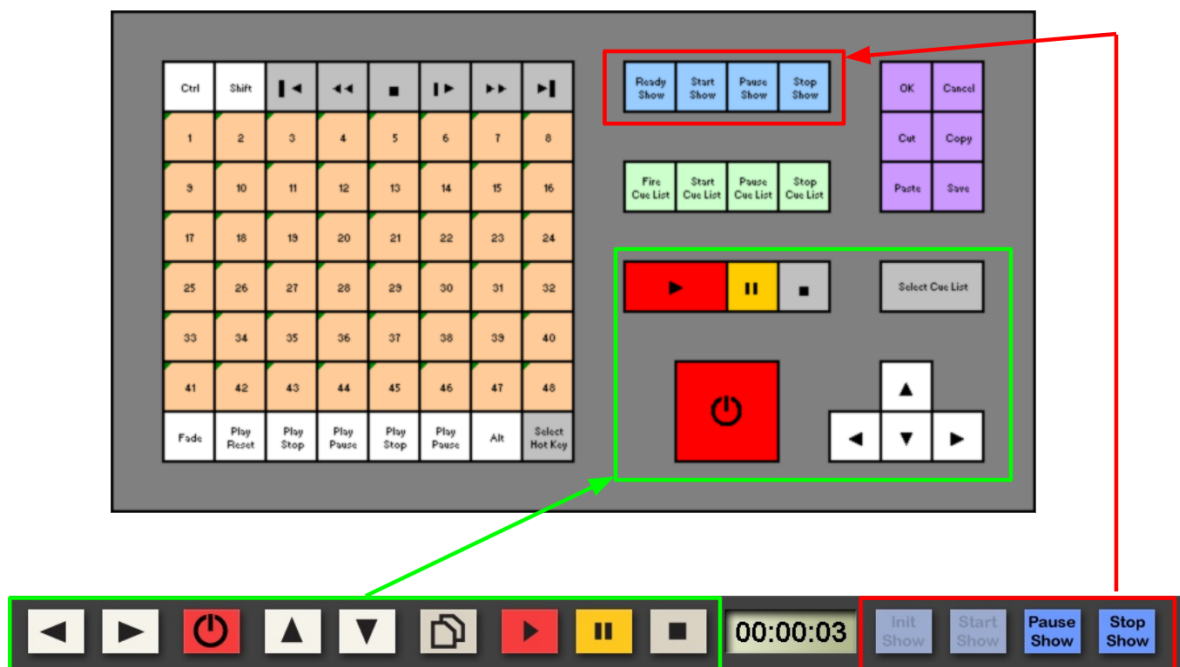 Ctrl Shift
Ready Show Start Show Pause Show Stop Show
OK Cancel
1 2 3 4 5 6 7 8
Cut Copy
9 10 11 12 13 14 15 16
Fire Cue List Start Cue List Pause Cue List Stop Cue List
Paste Save
17 18 19 20 21 22 23 24
25 26 27 28 29 30 31 32
Select Cue List
33 34 35 36 37 38 39 40
41 42 43 44 45 46 47 48
Fade Play Reset Play Stop Play Pause Play Stop Play Pause Alt Select Hot Key
00:00:03
Init Show Start Show Pause Show Stop Show